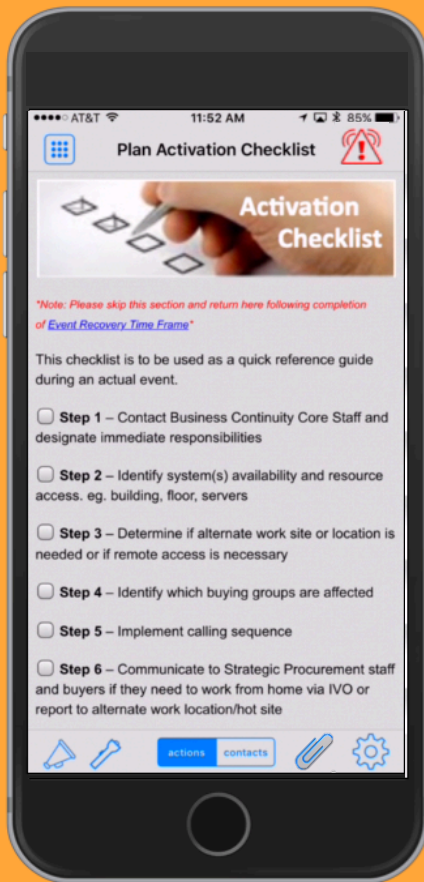 AT&T 11:52 AM 85%
Plan Activation Checklist
Activation
Checklist
*Note: Please skip this section and return here following completion
of Event Recovery Time Frame*
This checklist is to be used as a quick reference guide
during an actual event.
Step 1 – Contact Business Continuity Core Staff and
designate immediate responsibilities
Step 2 – Identify system(s) availability and resource
access. eg. building, floor, servers
Step 3 – Determine if alternate work site or location is
needed or if remote access is necessary
Step 4 – Identify which buying groups are affected
Step 5 – Implement calling sequence
Step 6 – Communicate to Strategic Procurement staff
and buyers if they need to work from home via IVO or
report to alternate work location/hot site
actions contacts